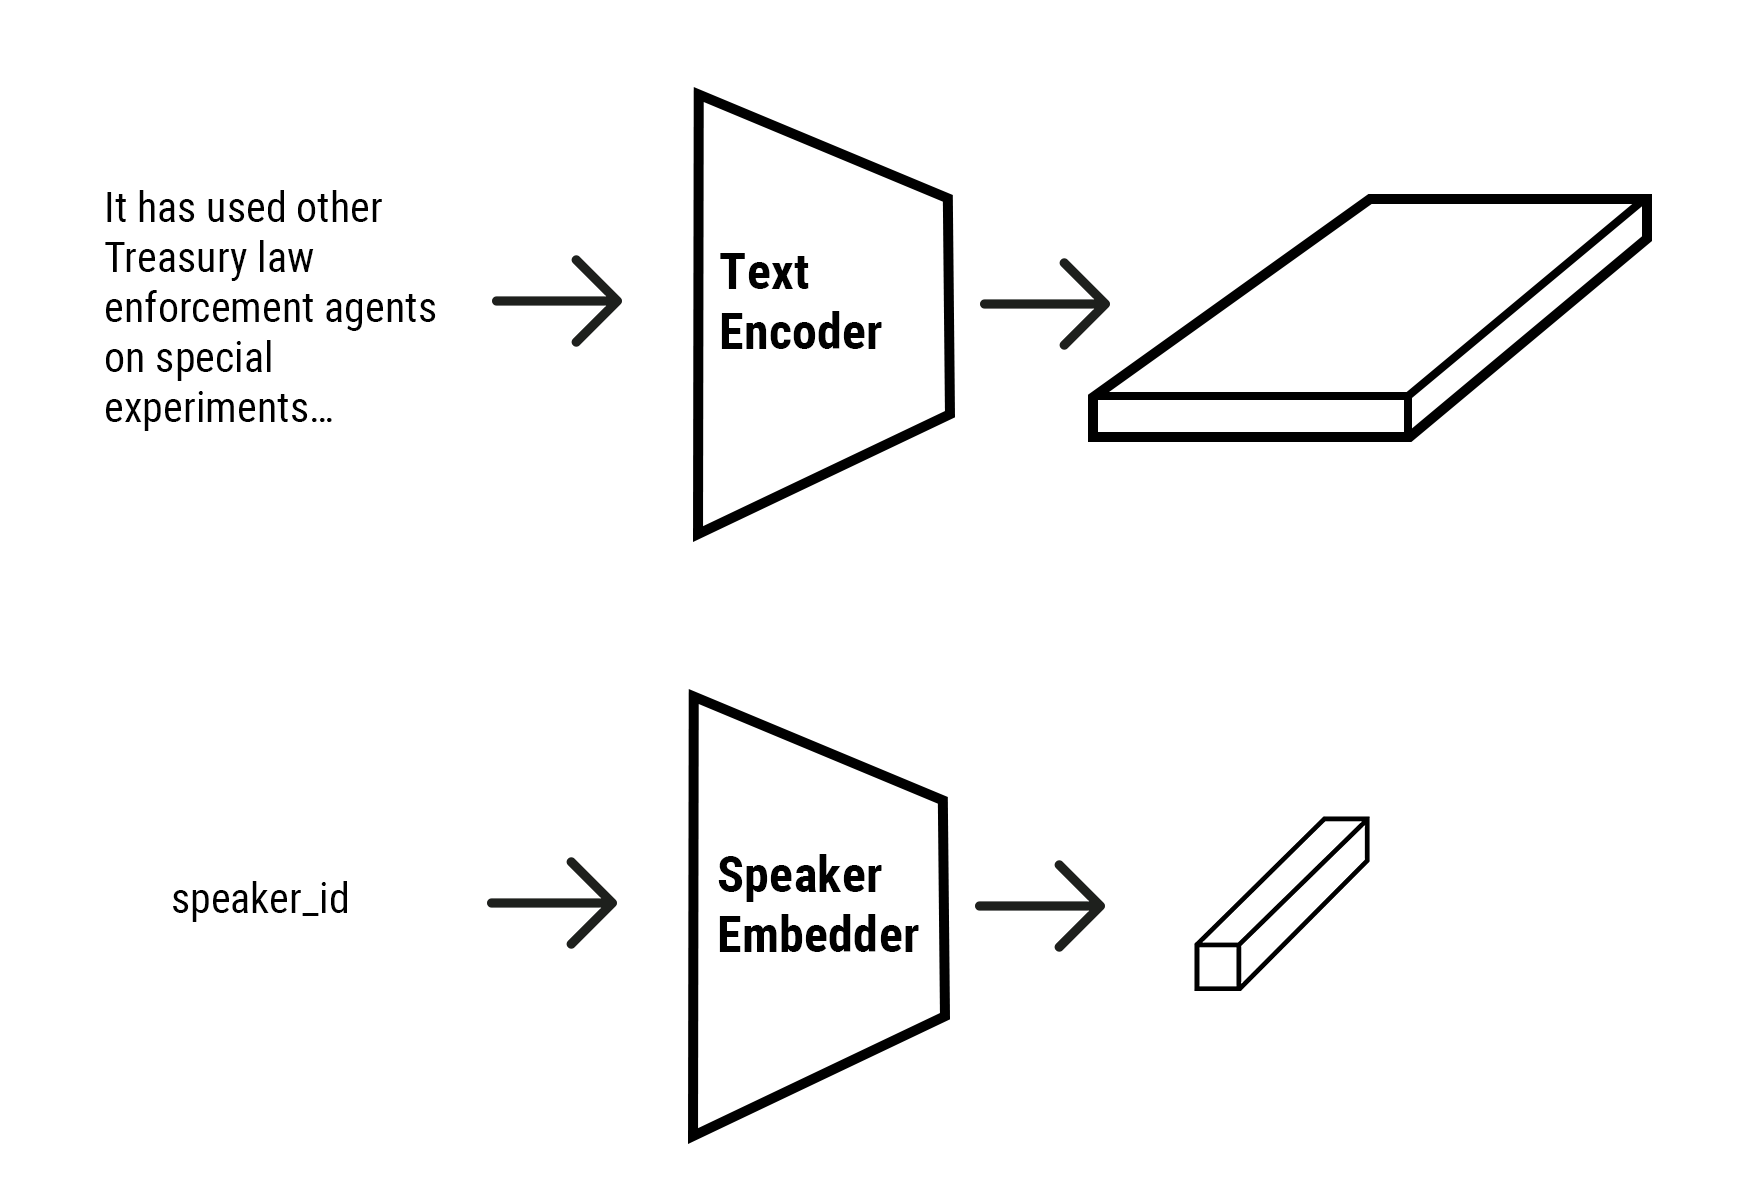 It has used other
Treasury law
enforcement agents
on special
experiments…
Text
Encoder
speaker_id
Speaker
Embedder